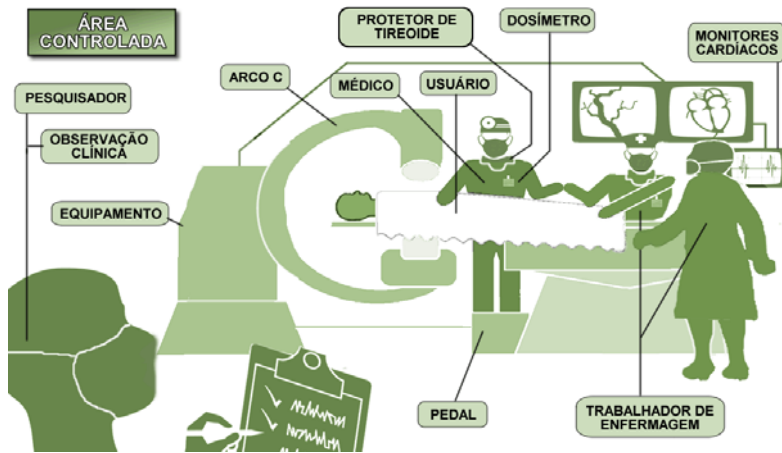 ÁREA
CONTROLADA
PROTETOR DE
TIREOIDE
DOSÍMETRO
MONITORES
CARDÍACOS
ARCO C
MÉDICO
USUÁRIO
PESQUISADOR
OBSERVAÇÃO
CLÍNICA
EQUIPAMENTO
PEDAL
TRABALHADOR DE
ENFERMAGEM